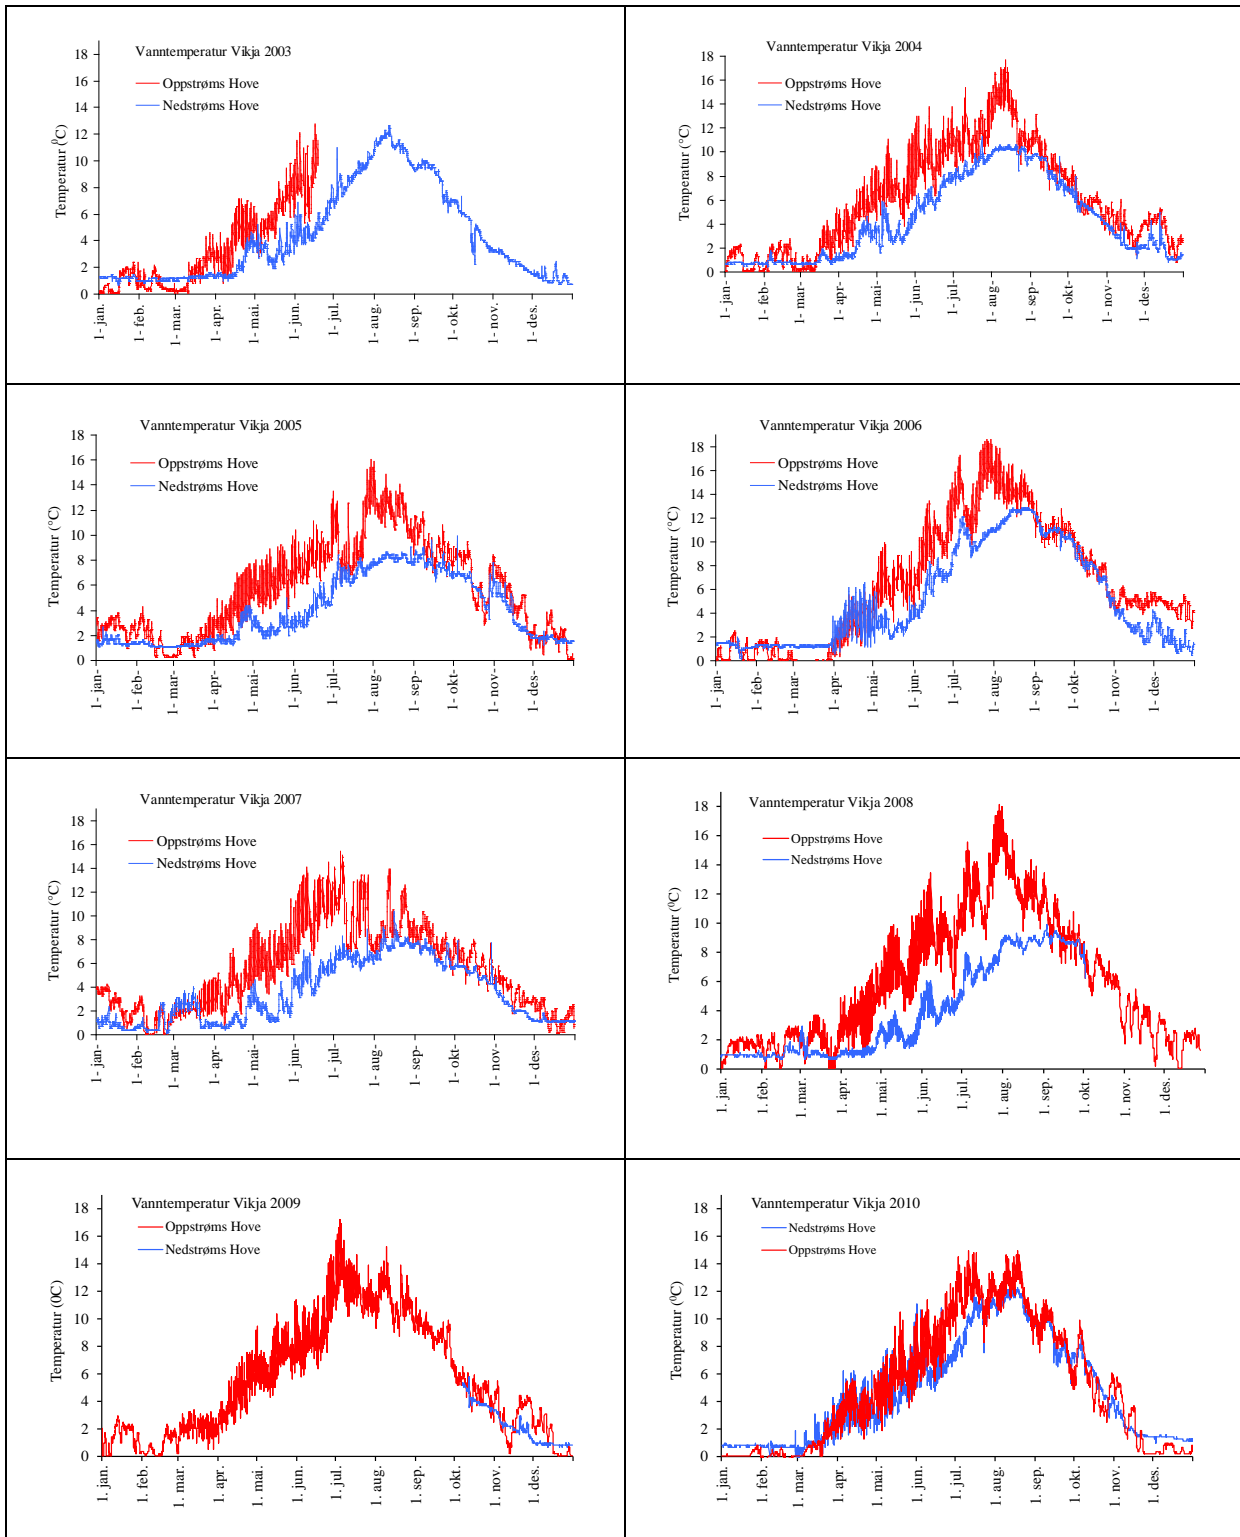 Vanntemperatur Vikja 2003
Oppstrøms Hove
Nedstrøms Hove
Temperatur (⁰C)
18
16
14
12
10
8
6
4
2
0
1- jan.
1- feb.
1- mar.
1- apr.
1- mai.
1- jun.
1- jul.
1- aug.
1- sep.
1- okt.
1- nov.
1- des.
Vanntemperatur Vikja 2004
Oppstrøms Hove
Nedstrøms Hove
Temperatur (°C)
18
16
14
12
10
8
6
4
2
0
1- jan-
1- feb-
1- mar-
1- apr-
1- mai-
1- jun-
1- jul-
1- aug-
1- sep-
1- okt-
1- nov-
1- des-
Vanntemperatur Vikja 2005
Oppstrøms Hove
Nedstrøms Hove
Temperatur (°C)
18
16
14
12
10
8
6
4
2
0
1- jan-
1- feb-
1- mar-
1- apr-
1- mai-
1- jun-
1- jul-
1- aug-
1- sep-
1- okt-
1- nov-
1- des-
Vanntemperatur Vikja 2006
Oppstrøms Hove
Nedstrøms Hove
Temperatur (°C)
18
16
14
12
10
8
6
4
2
0
1- jan-
1- feb-
1- mar-
1- apr-
1- mai-
1- jun-
1- jul-
1- aug-
1- sep-
1- okt-
1- nov-
1- des-
Vanntemperatur Vikja 2007
Oppstrøms Hove
Nedstrøms Hove
Temperatur (°C)
18
16
14
12
10
8
6
4
2
0
1- jan-
1- feb-
1- mar-
1- apr-
1- mai-
1- jun-
1- jul-
1- aug-
1- sep-
1- okt-
1- nov-
1- des-
Vanntemperatur Vikja 2008
Oppstrøms Hove
Nedstrøms Hove
Temperatur (⁰C)
18
16
14
12
10
8
6
4
2
0
1. jan.
1. feb.
1. mar.
1. apr.
1. mai.
1. jun.
1. jul.
1. aug.
1. sep.
1. okt.
1. nov.
1. des.
Vanntemperatur Vikja 2009
Oppstrøms Hove
Nedstrøms Hove
Temperatur (0C)
18
16
14
12
10
8
6
4
2
0
1. jan.
1. feb.
1. mar.
1. apr.
1. mai.
1. jun.
1. jul.
1. aug.
1. sep.
1. okt.
1. nov.
1. des.
Vanntemperatur Vikja 2010
Nedstrøms Hove
Oppstrøms Hove
Temperatur (⁰C)
18
16
14
12
10
8
6
4
2
0
1. jan.
1. feb.
1. mar.
1. apr.
1. mai.
1. jun.
1. jul.
1. aug.
1. sep.
1. okt.
1. nov.
1. des.